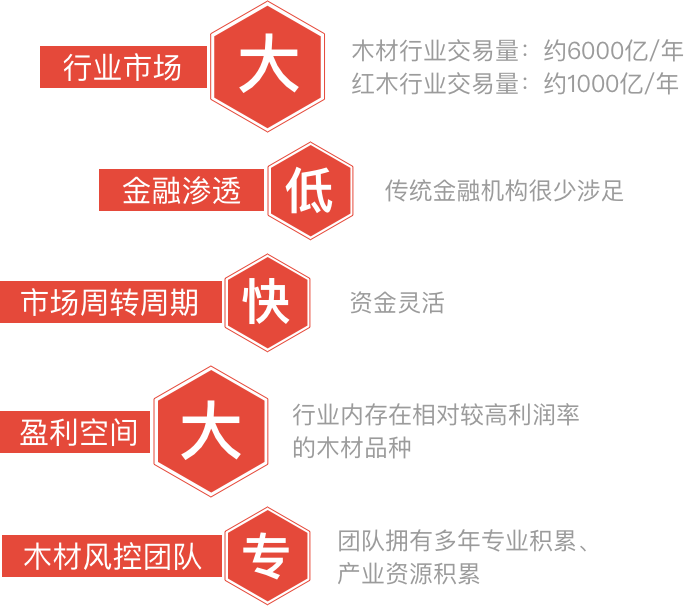 行业市场
大
木材行业交易量：约6000亿/年
红木行业交易量：约1000亿/年
金融渗透
低
传统金融机构很少涉足
市场周转周期
快
资金灵活
盈利空间
大
行业内存在相对较高利润率
的木材品种
木材风控团队
专
团队拥有多年专业积累、
产业资源积累